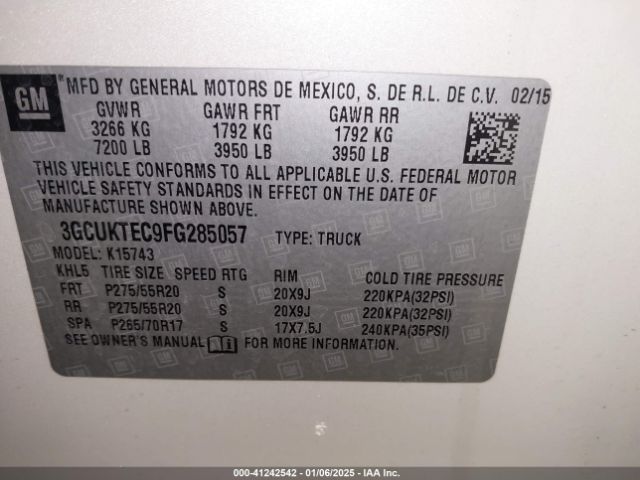 GM
MFD BY GENERAL MOTORS DE MEXICO, S. DE R.L. DE C.V. 02/15
GVWR GAWR FRT GAWR RR
3266 KG 1792 KG 1792 KG
7200 LB 3950 LB 3950 LB
THIS VEHICLE CONFORMS TO ALL APPLICABLE U.S. FEDERAL MOTOR
VEHICLE SAFETY STANDARDS IN EFFECT ON THE DATE OF
MANUFACTURE SHOWN ABOVE.
3GCUKTEC9FG285057 TYPE: TRUCK
MODEL: K15743
KHL5 TIRE SIZE SPEED RTG RIM COLD TIRE PRESSURE
FRT P275/55R20 S 20X9J 220KPA(32PSI)
RR P275/55R20 S 20X9J 220KPA(32PSI)
SPA P265/70R17 S 17X7.5J 240KPA(35PSI)
SEE OWNER'S MANUAL FOR MORE INFORMATION.
000-41242542 - 01/06/2025 - IAA Inc.